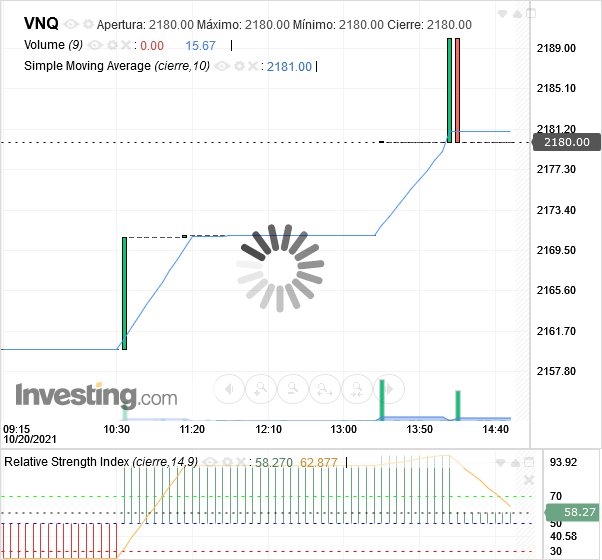 VNQ Apertura: 2180.00 Máximo: 2180.00 Mínimo: 2180.00 Cierre: 2180.00
Volume (9) : 0.00 15.67
Simple Moving Average (cierre,10) : 2181.00
2189.00
2185.10
2181.20
2180.00
2177.30
2173.40
2169.50
2165.60
2161.70
2157.80
Investing.com
09:15 10:30 11:20 12:10 13:00 13:50 14:40
10/20/2021
Relative Strength Index (cierre,14,9) : 58.270 62.877
93.92
70
58.27
50
40.58
30